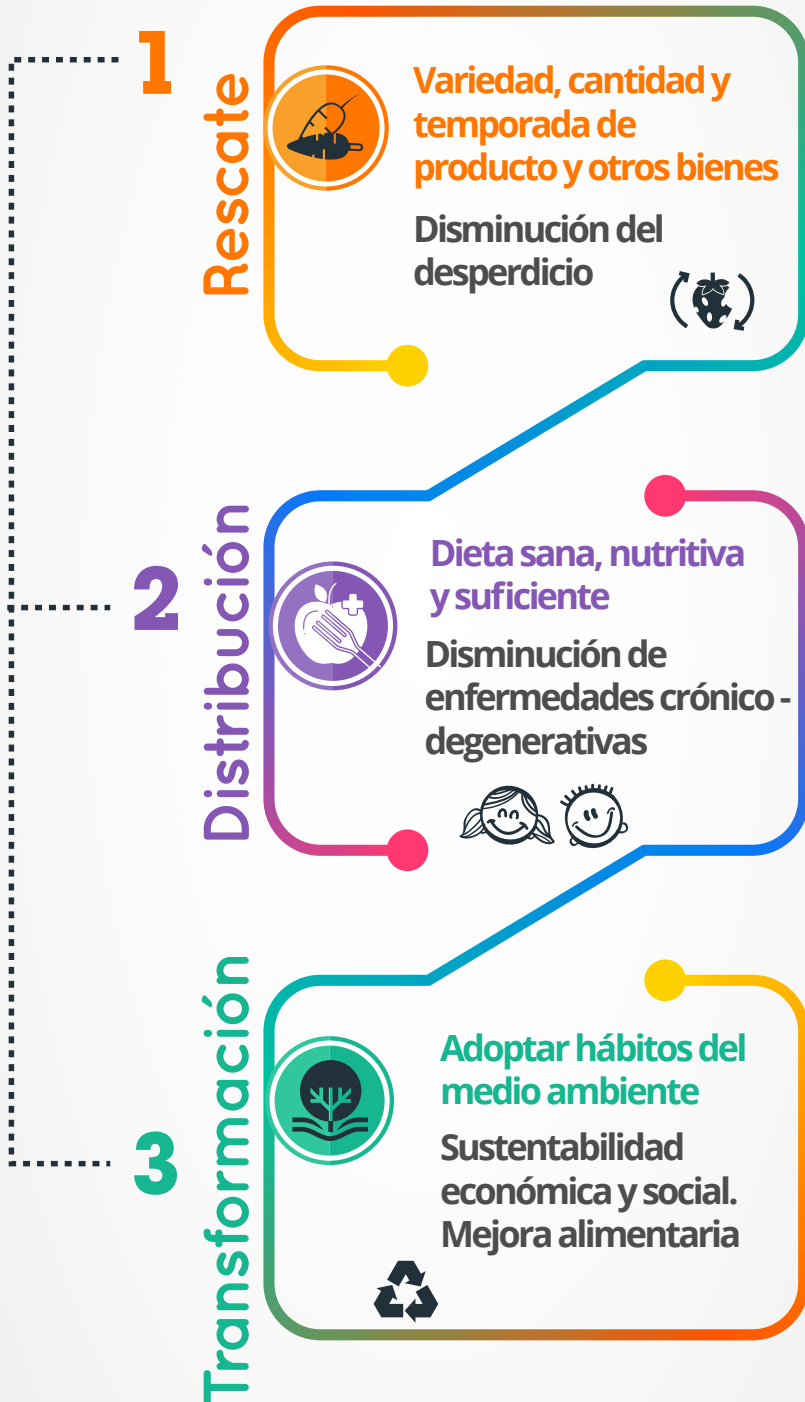 1
Rescate
Variedad, cantidad y
temporada de
producto y otros bienes
Disminución del
desperdicio
2
Distribución
Dieta sana, nutritiva
y suficiente
Disminución de
enfermedades crónico -
degenerativas
3
Transformación
Adoptar hábitos del
medio ambiente
Sustentabilidad
económica y social.
Mejora alimentaria